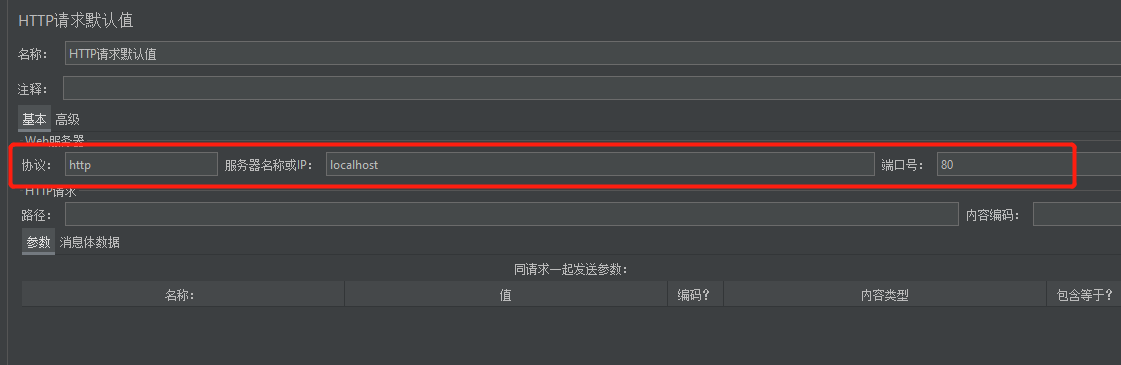 HTTP请求默认值
名称： HTTP请求默认值
注释：
基本 高级
Web服务器
协议： http 服务器名称或IP： localhost 端口号： 80
HTTP请求
路径： 内容编码：
参数 消息体数据
同请求一起发送参数：
名称： 值 编码？ 内容类型 包含等于？